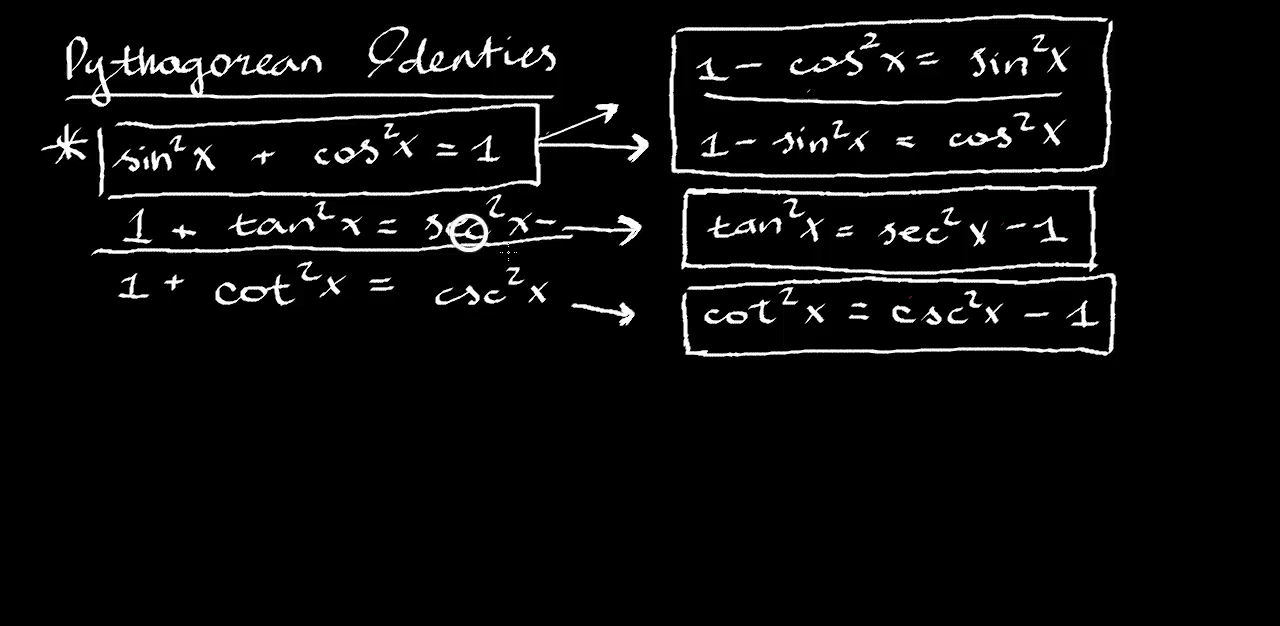 Pythagorean Identies
* sin²x + cos²x = 1
1 + tan²x = sec²x -
1 + cot²x = csc²x
1 - cos²x = sin²x
1 - sin²x = cos²x
tan²x = sec²x - 1
cot²x = csc²x - 1